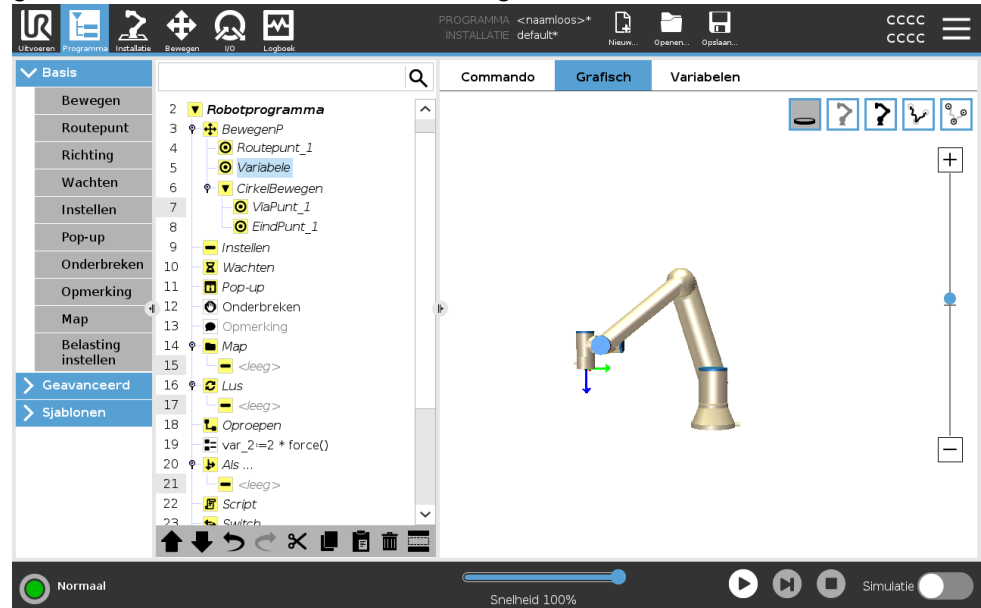 UR
Uitvoeren Programma Installatie Bewegen I/O Logboek
PROGRAMMA <naamloos>*
INSTALLATIE default*
Nieuw... Openen... Opslaan...
CCCC
CCCC
Basis
Bewegen
Routepunt
Richting
Wachten
Instellen
Pop-up
Onderbreken
Opmerking
Map
Belasting
instellen
Geavanceerd
Sjablonen
2 Robotprogramma
3 BewegenP
4 Routepunt_1
5 Variabele
6 CirkelBewegen
7 ViaPunt_1
8 EindPunt_1
9 Instellen
10 Wachten
11 Pop-up
12 Onderbreken
13 Opmerking
14 Map
15 <leeg>
16 Lus
17 <leeg>
18 Oproepen
19 var_2:=2 * force()
20 Als ...
21 <leeg>
22 Script
23 Switch
Commando Grafisch Variabelen
Normaal
Snelheid 100%
Simulatie